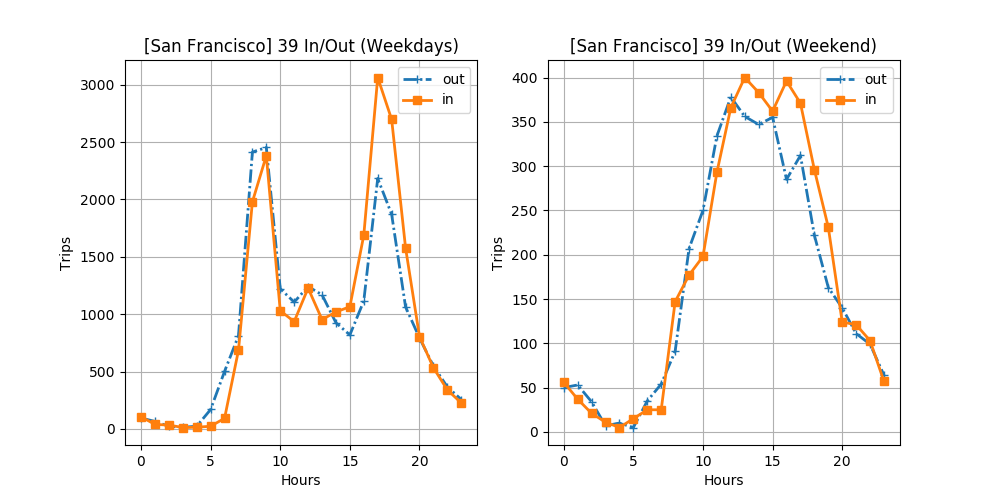 [San Francisco] 39 In/Out (Weekdays)
3000
2500
2000
1500
1000
500
0
Trips
0 5 10 15 20
Hours
out
in
[San Francisco] 39 In/Out (Weekend)
400
350
300
250
200
150
100
50
0
Trips
0 5 10 15 20
Hours
out
in